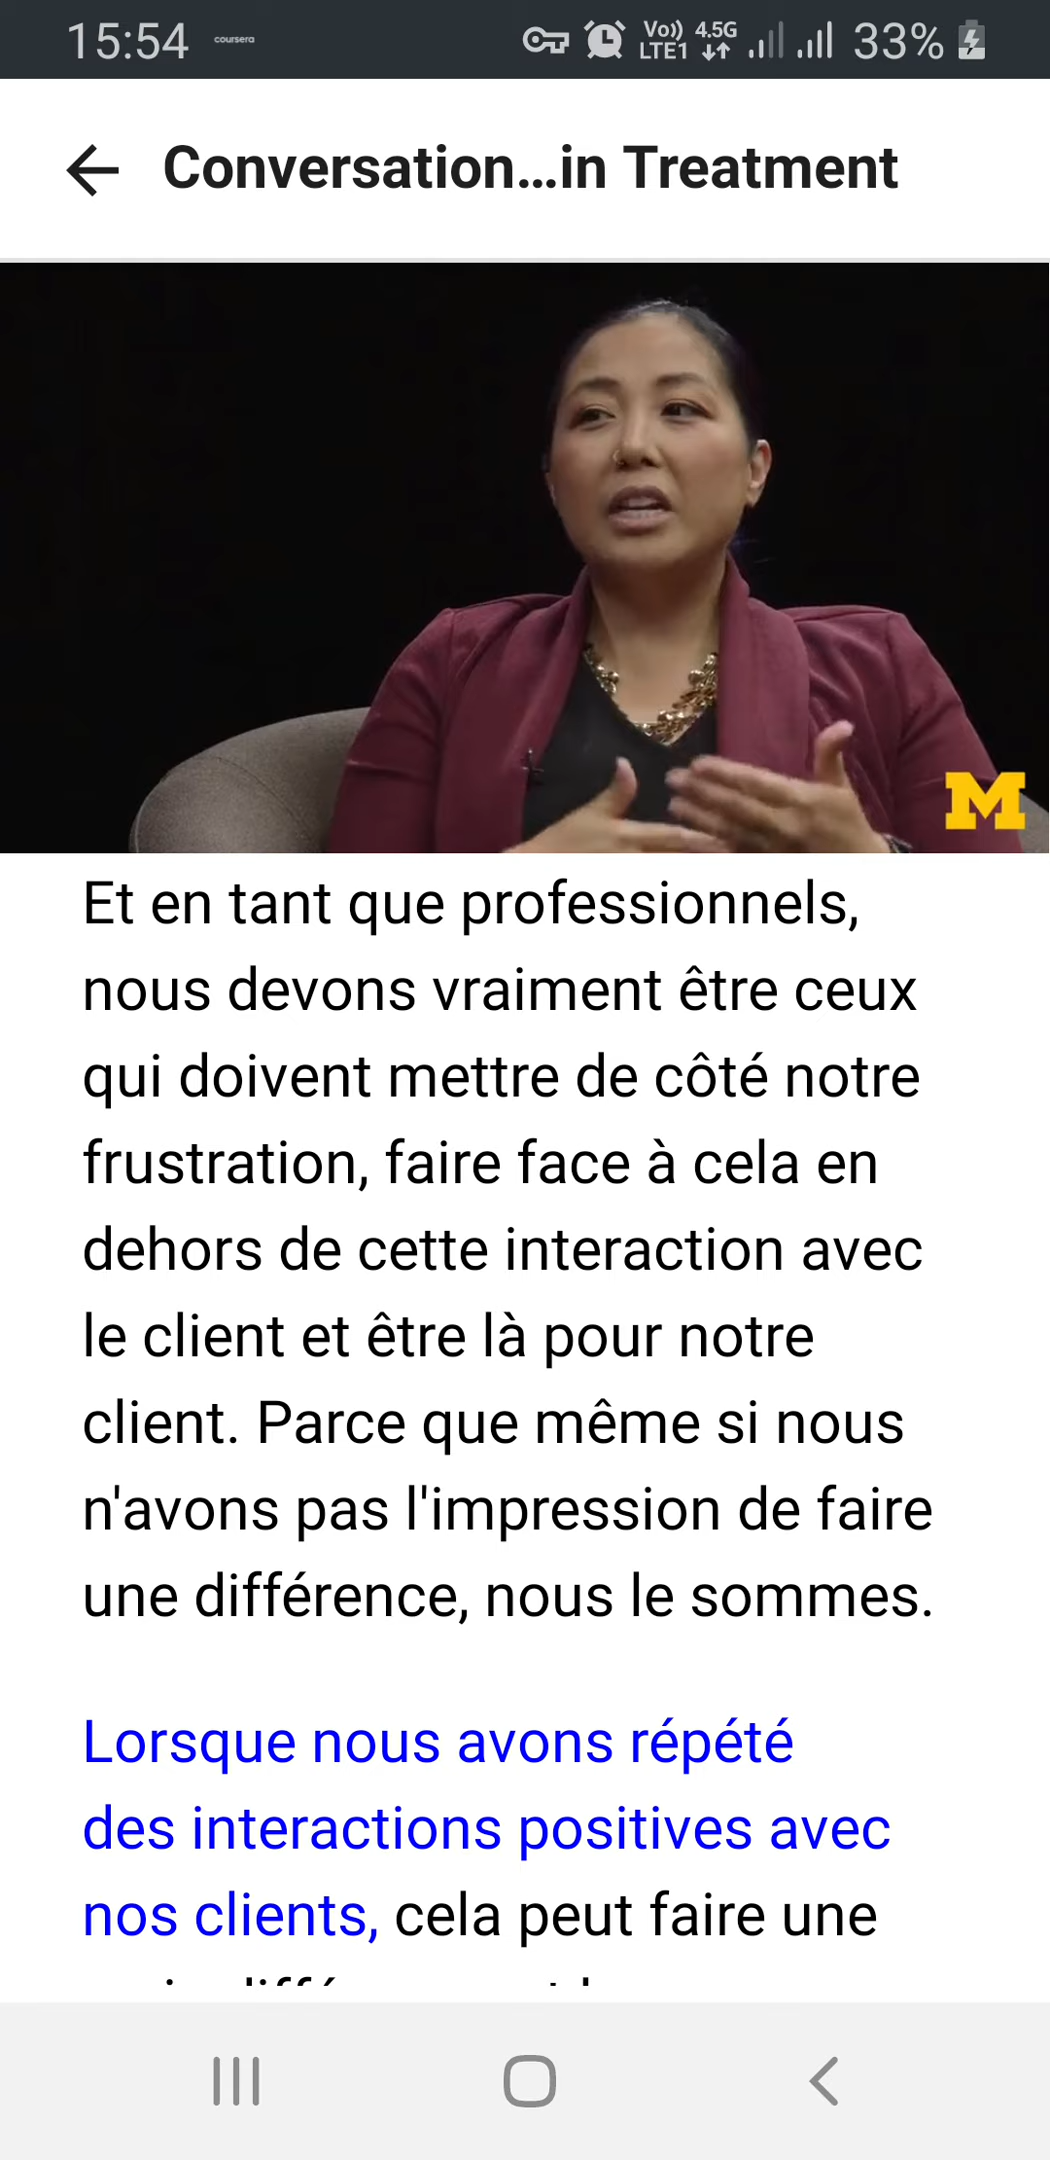 15:54 coursera Vo)) LTE1 4.5G 33%
Conversation...in Treatment
M
Et en tant que professionnels,
nous devons vraiment être ceux
qui doivent mettre de côté notre
frustration, faire face à cela en
dehors de cette interaction avec
le client et être là pour notre
client. Parce que même si nous
n'avons pas l'impression de faire
une différence, nous le sommes.
Lorsque nous avons répété
des interactions positives avec
nos clients, cela peut faire une